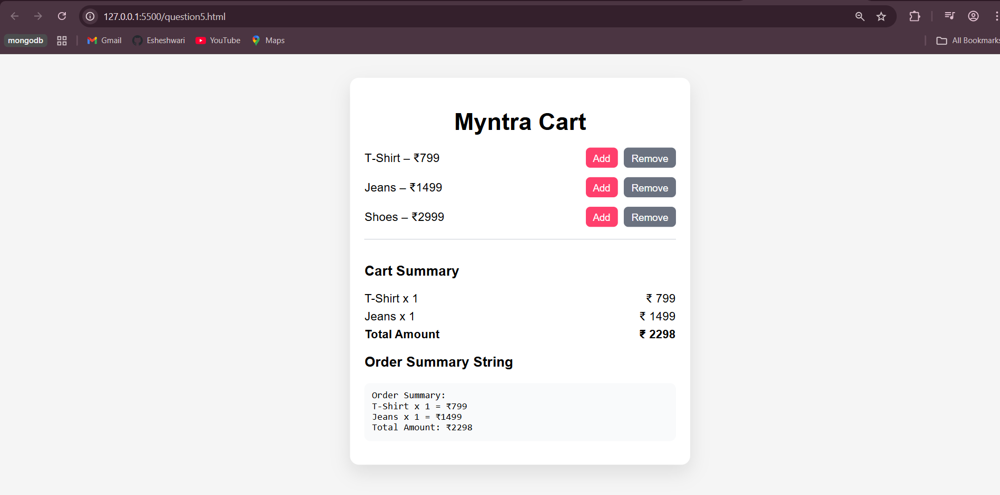 127.0.0.1:5500/question5.html
mongodb Gmail Esheshwari YouTube Maps All Bookmarks
Myntra Cart
T-Shirt – ₹799 Add Remove
Jeans – ₹1499 Add Remove
Shoes – ₹2999 Add Remove
Cart Summary
T-Shirt x 1 ₹ 799
Jeans x 1 ₹ 1499
Total Amount ₹ 2298
Order Summary String
Order Summary:
T-Shirt x 1 = ₹799
Jeans x 1 = ₹1499
Total Amount: ₹2298